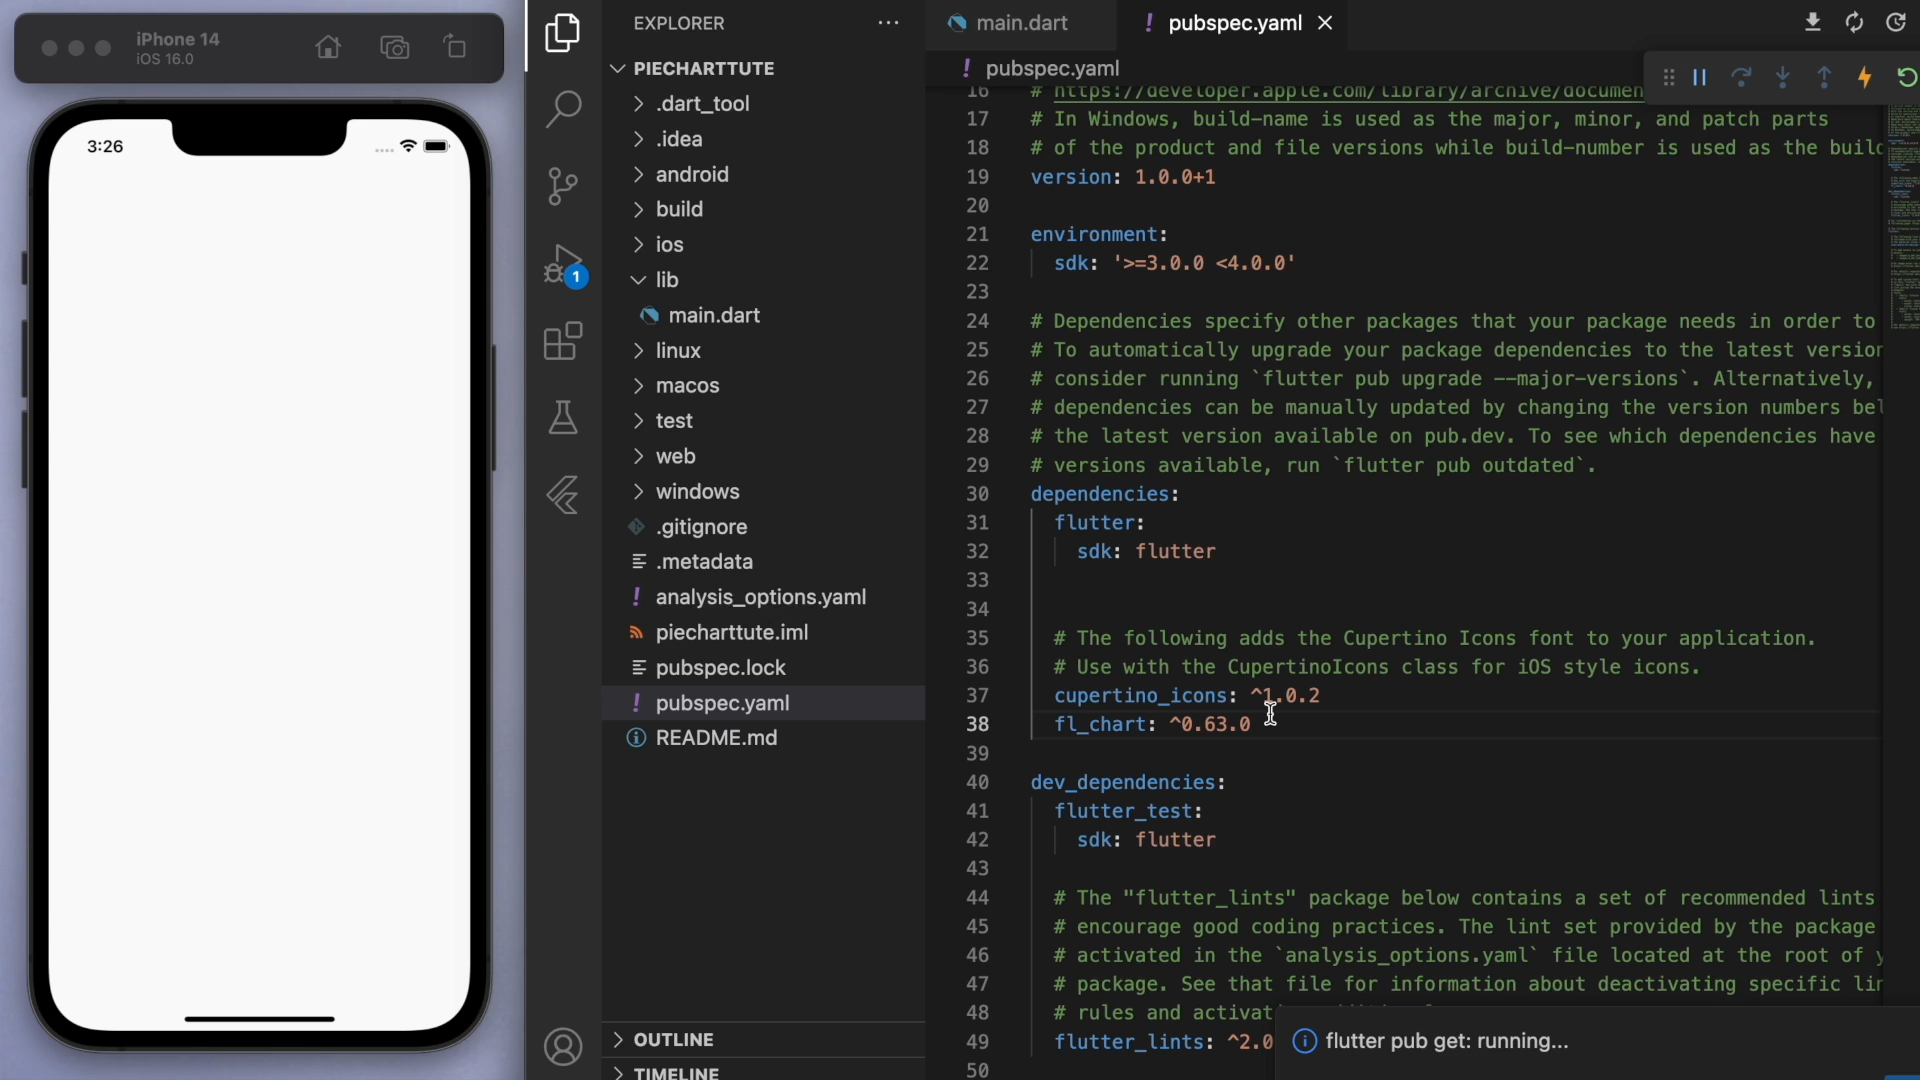 iPhone 14
iOS 16.0
3:26
EXPLORER
PIECHARTTUTE
.dart_tool
.idea
android
build
ios
lib
main.dart
linux
macos
test
web
windows
.gitignore
.metadata
analysis_options.yaml
piecharttute.iml
pubspec.lock
pubspec.yaml
README.md
OUTLINE
TIMELINE
1
main.dart
pubspec.yaml
pubspec.yaml
16 # https://developer.apple.com/library/archive/documen
17 # In Windows, build-name is used as the major, minor, and patch parts
18 # of the product and file versions while build-number is used as the build
19 version: 1.0.0+1
20
21 environment:
22 sdk: '>=3.0.0 <4.0.0'
23
24 # Dependencies specify other packages that your package needs in order to
25 # To automatically upgrade your package dependencies to the latest version
26 # consider running `flutter pub upgrade --major-versions`. Alternatively,
27 # dependencies can be manually updated by changing the version numbers bel
28 # the latest version available on pub.dev. To see which dependencies have
29 # versions available, run `flutter pub outdated`.
30 dependencies:
31 flutter:
32 sdk: flutter
33
34
35 # The following adds the Cupertino Icons font to your application.
36 # Use with the CupertinoIcons class for iOS style icons.
37 cupertino_icons: ^1.0.2
38 fl_chart: ^0.63.0
39
40 dev_dependencies:
41 flutter_test:
42 sdk: flutter
43
44 # The "flutter_lints" package below contains a set of recommended lints
45 # encourage good coding practices. The lint set provided by the package
46 # activated in the `analysis_options.yaml` file located at the root of y
47 # package. See that file for information about deactivating specific lin
48 # rules and activat
49 flutter_lints: ^2.0
50
flutter pub get: running...